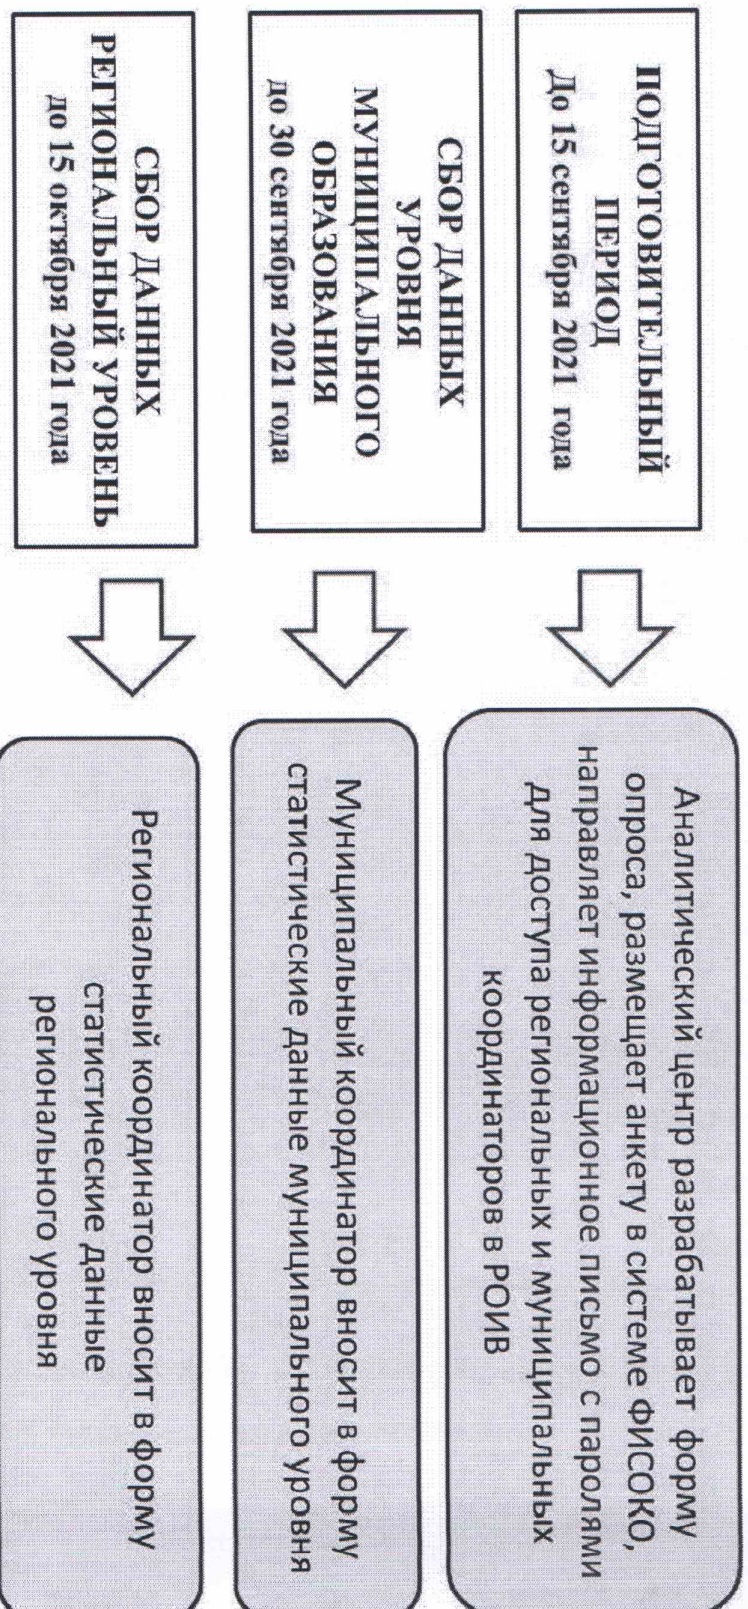 ПОДГОТОВИТЕЛЬНЫЙ
ПЕРИОД
До 15 сентября 2021 года
Аналитический центр разрабатывает форму
опроса, размещает анкету в системе ФИСОКО,
направляет информационное письмо с паролями
для доступа региональных и муниципальных
координаторов в РОИВ
СБОР ДАННЫХ
УРОВНЯ
МУНИЦИПАЛЬНОГО
ОБРАЗОВАНИЯ
до 30 сентября 2021 года
Муниципальный координатор вносит в форму
статистические данные муниципального уровня
СБОР ДАННЫХ
РЕГИОНАЛЬНЫЙ УРОВЕНЬ
до 15 октября 2021 года
Региональный координатор вносит в форму
статистические данные
регионального уровня